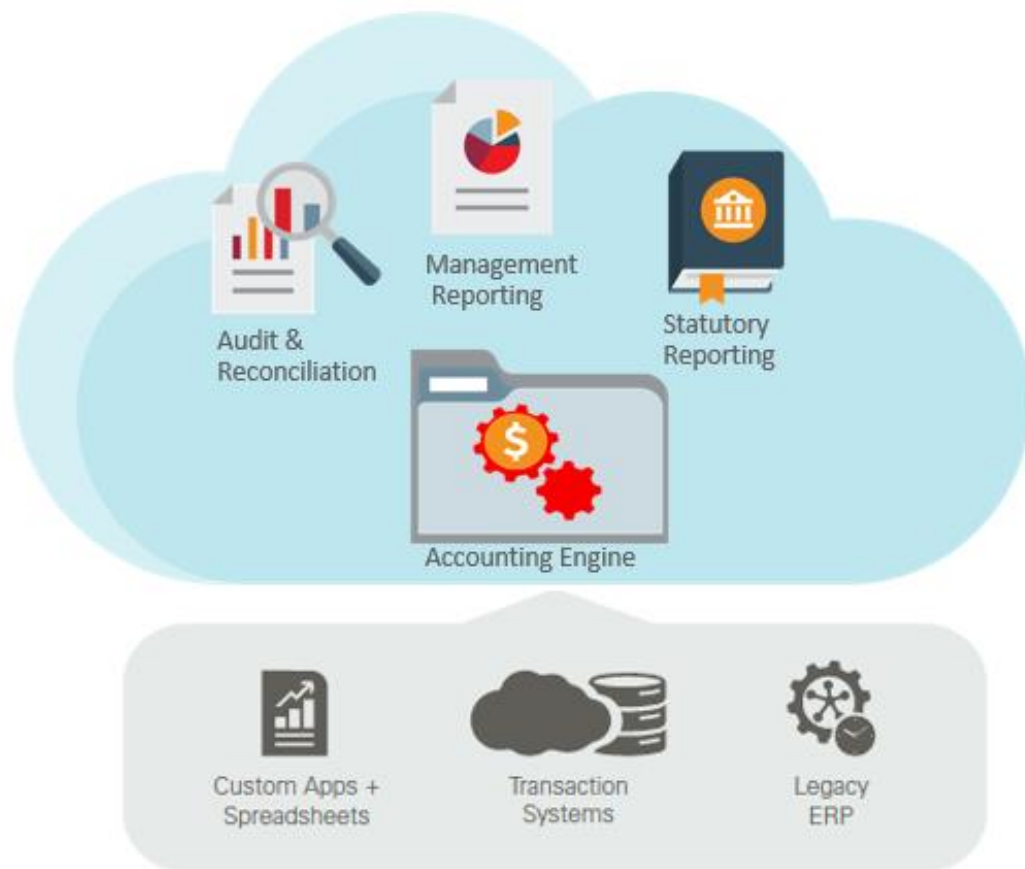 Management
Reporting
Audit &
Reconciliation
Statutory
Reporting
$
Accounting Engine
Custom Apps +
Spreadsheets
Transaction
Systems
Legacy
ERP